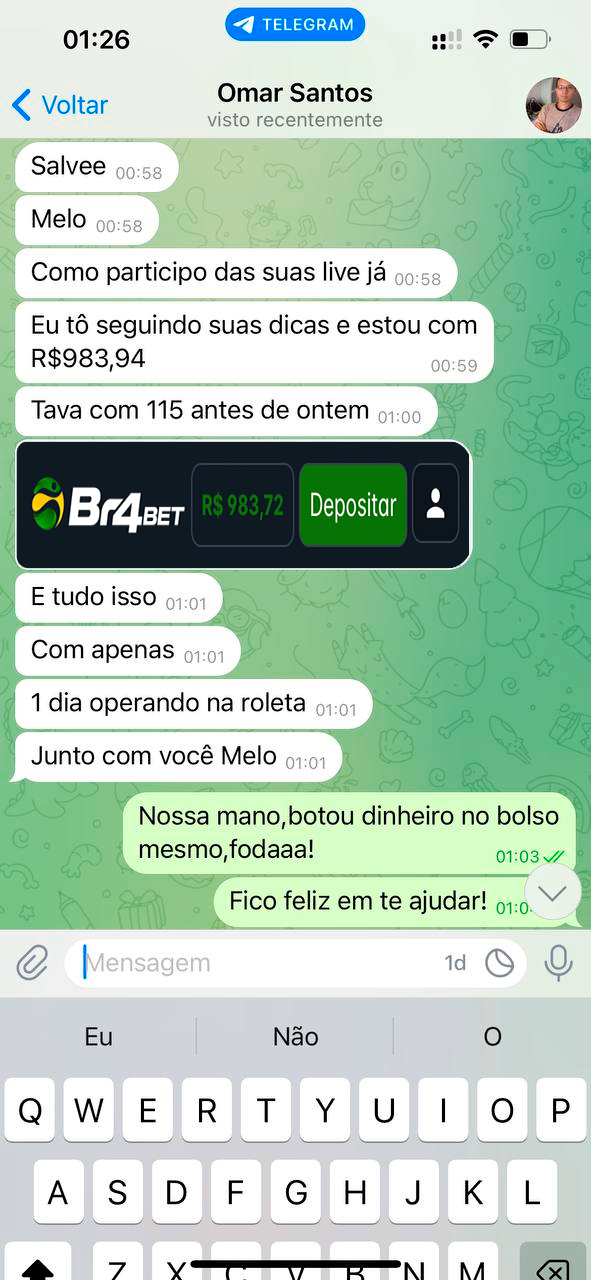 01:26
TELEGRAM
Voltar
Omar Santos
visto recentemente
Salvee 00:58
Melo 00:58
Como participo das suas live já 00:58
Eu tô seguindo suas dicas e estou com
R$983,94 00:59
Tava com 115 antes de ontem 01:00
Br4BET R$ 983,72 Depositar
E tudo isso 01:01
Com apenas 01:01
1 dia operando na roleta 01:01
Junto com você Melo 01:01
Nossa mano,botou dinheiro no bolso
mesmo,fodaaa! 01:03
Fico feliz em te ajudar!
Mensagem 1d
Eu Não O
Q W E R T Y U I O P
A S D F G H J K L
Z X C V B N M